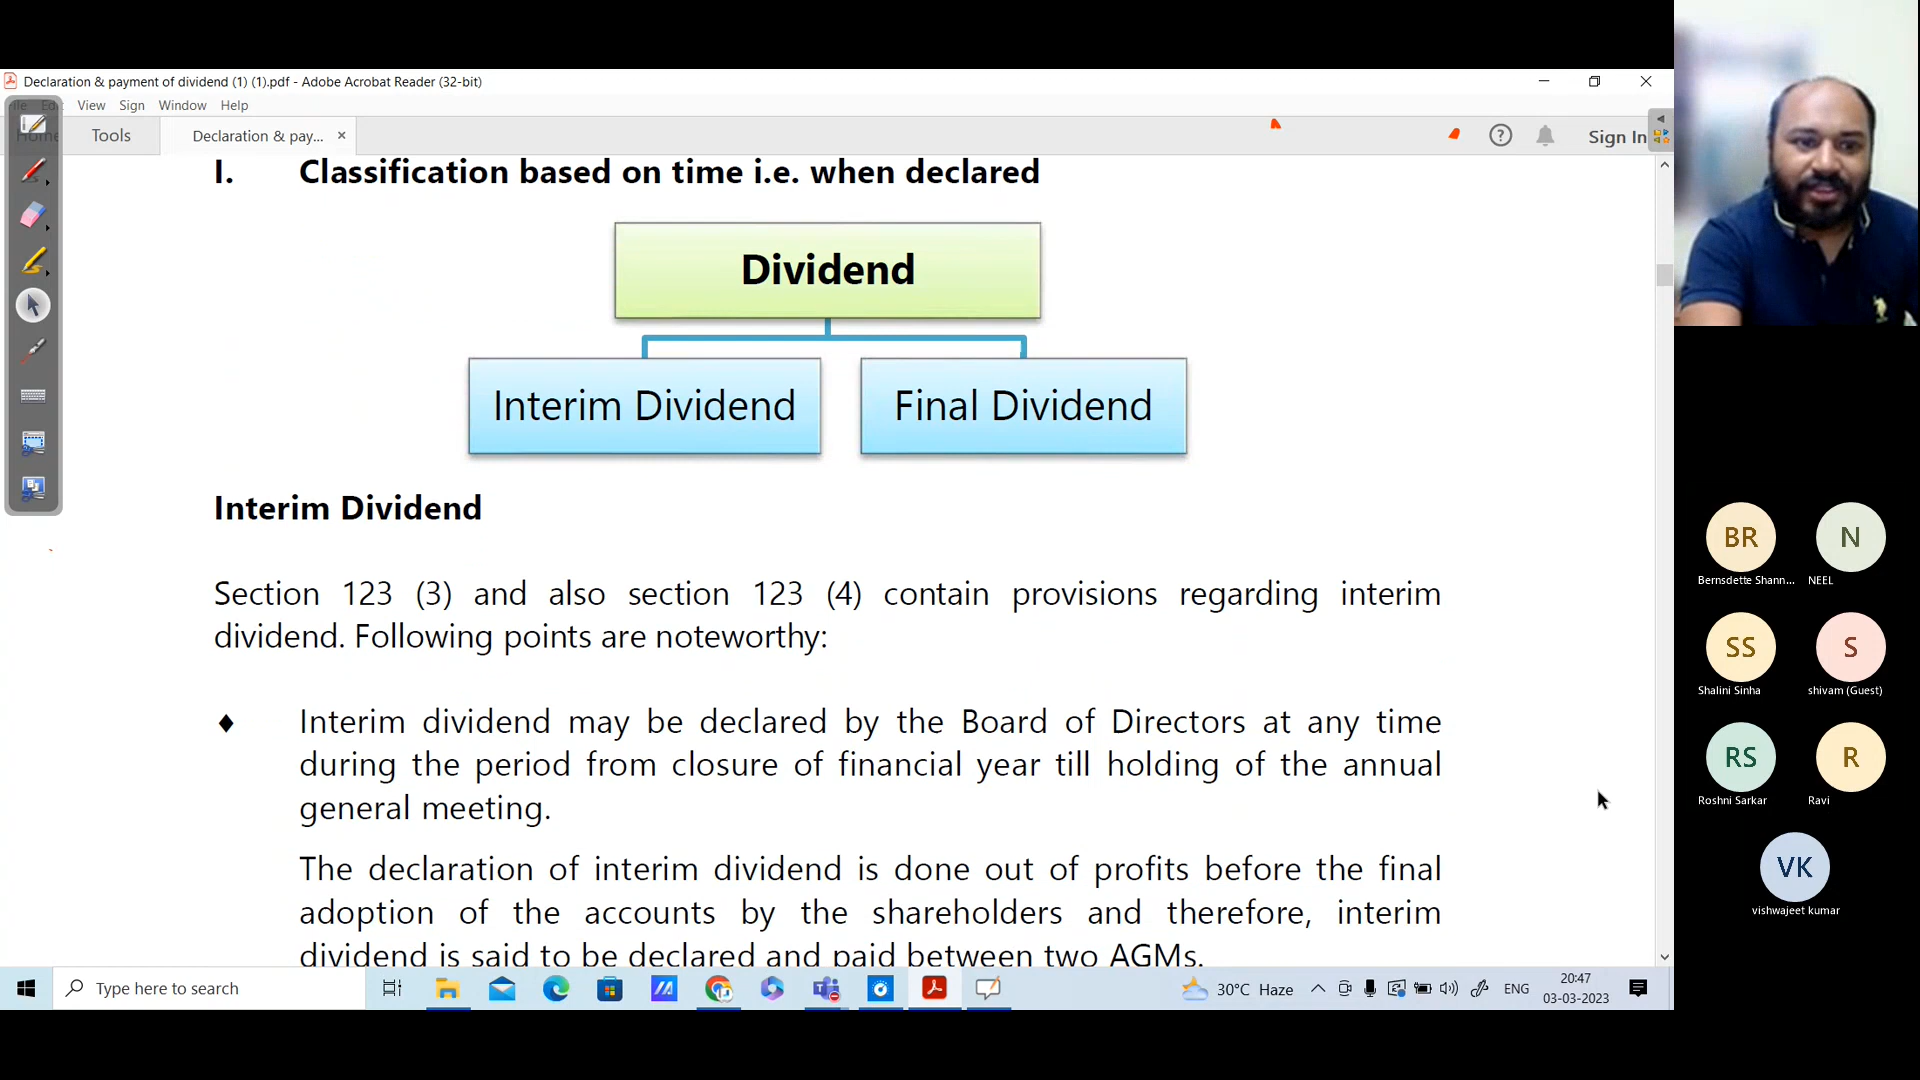 Declaration & payment of dividend (1) (1).pdf - Adobe Acrobat Reader (32-bit)
View Sign Window Help
Tools Declaration & pay... × Sign In
I. Classification based on time i.e. when declared
Dividend
Interim Dividend Final Dividend
Interim Dividend
Section 123 (3) and also section 123 (4) contain provisions regarding interim
dividend. Following points are noteworthy:
♦ Interim dividend may be declared by the Board of Directors at any time
during the period from closure of financial year till holding of the annual
general meeting.
The declaration of interim dividend is done out of profits before the final
adoption of the accounts by the shareholders and therefore, interim
dividend is said to be declared and paid between two AGMs.
BR N
Bernsdette Shann... NEEL
SS S
Shalini Sinha shivam (Guest)
RS R
Roshni Sarkar Ravi
VK
vishwajeet kumar
Type here to search 30°C Haze ENG 20:47
03-03-2023